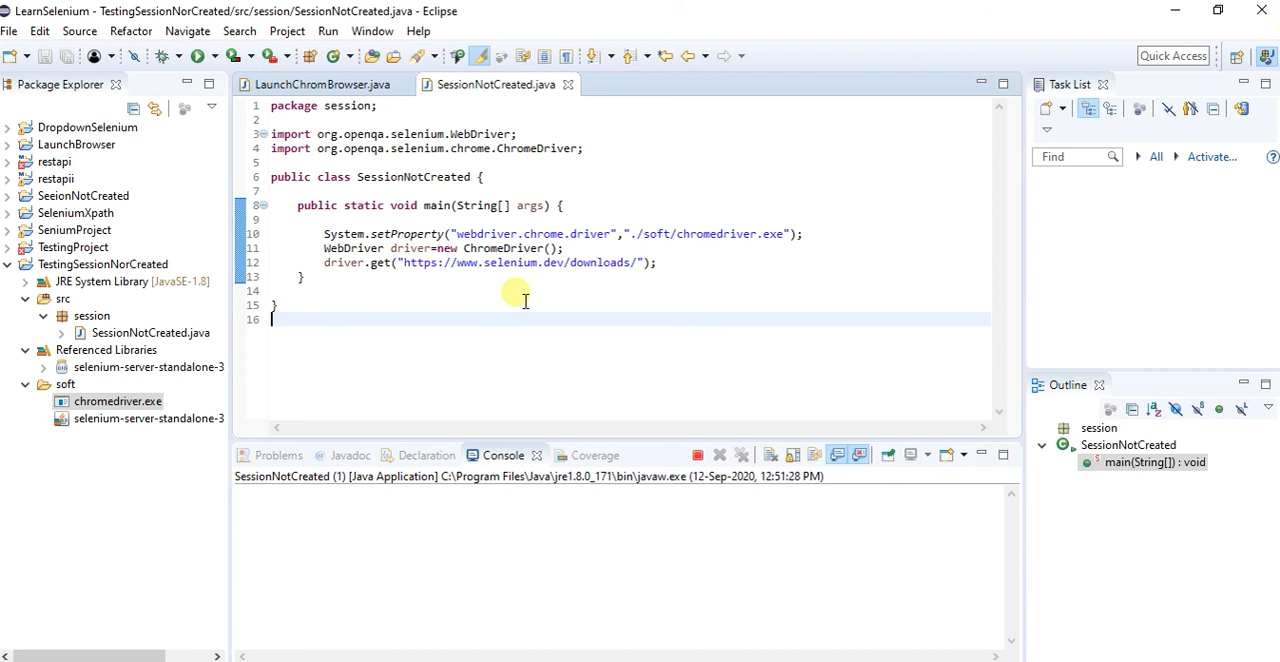 LearnSelenium - TestingSessionNorCreated/src/session/SessionNotCreated.java - Eclipse
File Edit Source Refactor Navigate Search Project Run Window Help
Quick Access
Package Explorer
DropdownSelenium
LaunchBrowser
restapi
restapii
SeeionNotCreated
SeleniumXpath
SeniumProject
TestingProject
TestingSessionNorCreated
JRE System Library [JavaSE-1.8]
src
session
SessionNotCreated.java
Referenced Libraries
selenium-server-standalone-3
soft
chromedriver.exe
selenium-server-standalone-3
LaunchChromBrowser.java SessionNotCreated.java
1 package session;
2
3 import org.openqa.selenium.WebDriver;
4 import org.openqa.selenium.chrome.ChromeDriver;
5
6 public class SessionNotCreated {
7
8 public static void main(String[] args) {
9
10 System.setProperty("webdriver.chrome.driver","./soft/chromedriver.exe");
11 WebDriver driver=new ChromeDriver();
12 driver.get("https://www.selenium.dev/downloads/");
13 }
14
15 }
16
Problems Javadoc Declaration Console Coverage
SessionNotCreated (1) [Java Application] C:\Program Files\Java\jre1.8.0_171\bin\javaw.exe (12-Sep-2020, 12:51:28 PM)
Task List
Find All Activate...
Outline
session
SessionNotCreated
main(String[]) : void